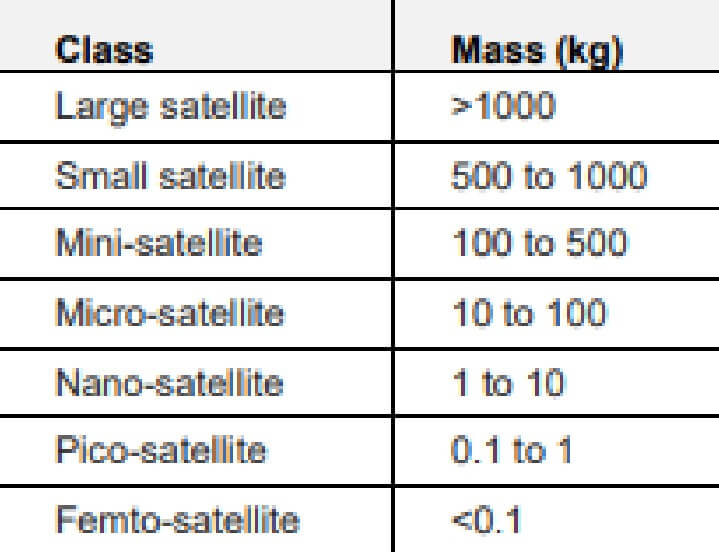 Class Mass (kg)
Large satellite >1000
Small satellite 500 to 1000
Mini-satellite 100 to 500
Micro-satellite 10 to 100
Nano-satellite 1 to 10
Pico-satellite 0.1 to 1
Femto-satellite <0.1